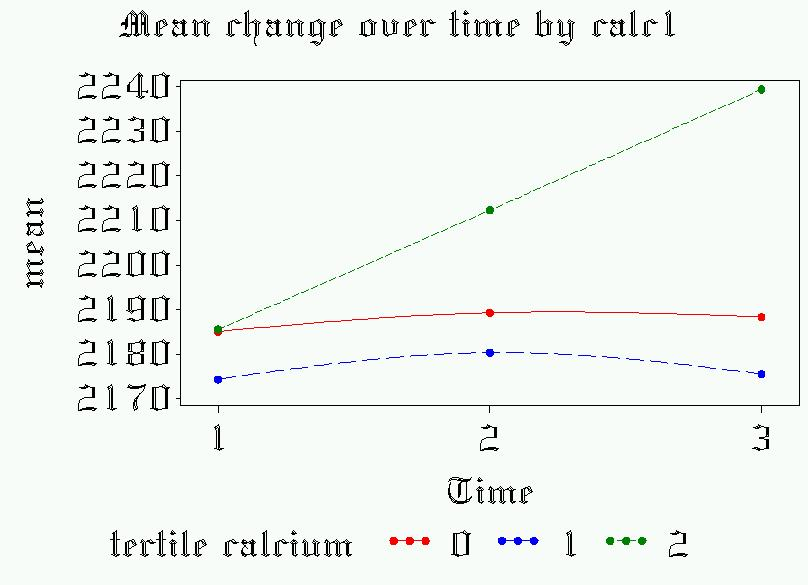 Mean change over time by calc1
2240
2230
2220
2210
2200
2190
2180
2170
mean
1 2 3
Time
tertile calcium 0 1 2